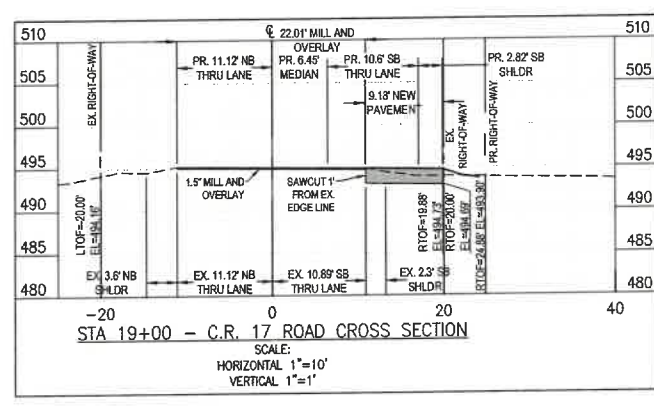 ℄ 22.01' MILL AND
OVERLAY
510
510
PR. 11.12' NB
THRU LANE
PR. 6.45'
MEDIAN
PR. 10.6' SB
THRU LANE
PR. 2.82' SB
SHLDR
EX. RIGHT-OF-WAY
505
505
9.18' NEW
PAVEMENT
EX.
RIGHT-OF-WAY
PR. RIGHT-OF-WAY
500
500
495
495
1.5" MILL AND
OVERLAY
SAWCUT 1'
FROM EX.
EDGE LINE
490
490
LTOF=-20.00'
EL=494.16'
RTOF=19.88'
EL=494.73'
RTOF=20.00'
EL=494.69'
RTOF=24.88' EL=493.90'
485
485
EX. 3.6' NB
SHLDR
EX. 11.12' NB
THRU LANE
EX. 10.89' SB
THRU LANE
EX. 2.3' SB
SHLDR
480
480
-20
0
20
40
STA 19+00 - C.R. 17 ROAD CROSS SECTION
SCALE:
HORIZONTAL 1"=10'
VERTICAL 1"=1'